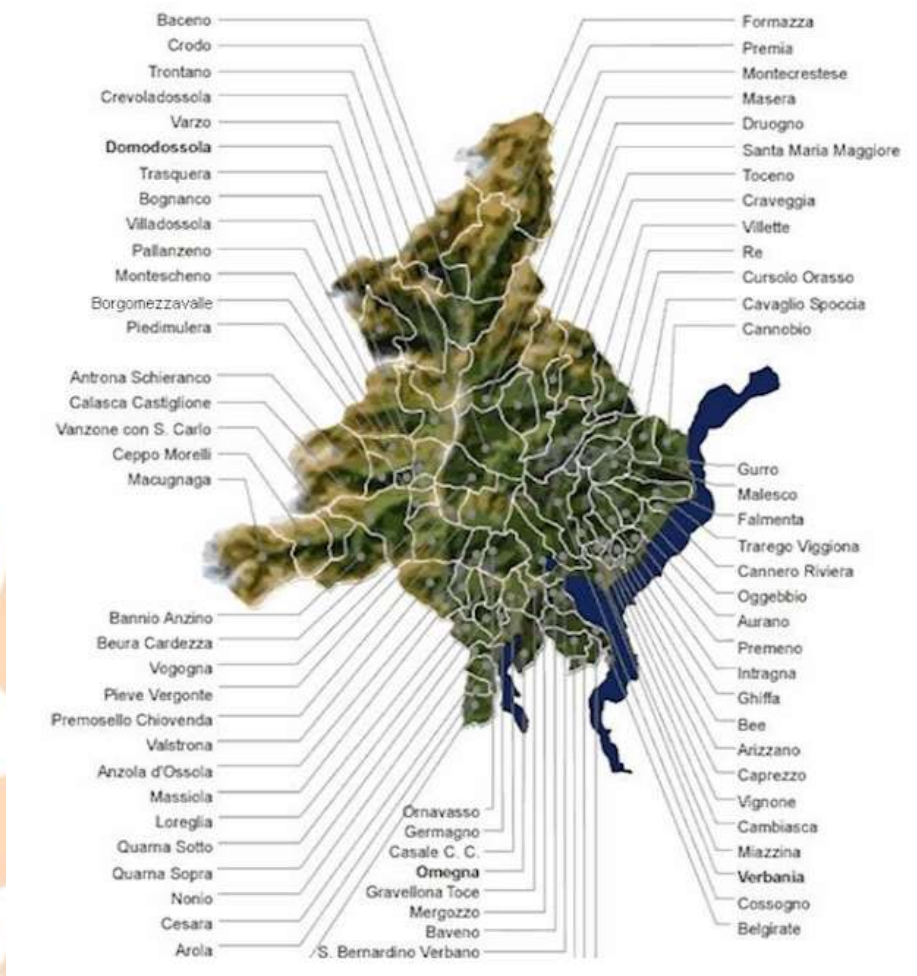 Baceno
Crodo
Trontano
Crevoladossola
Varzo
Domodossola
Trasquera
Bognanco
Villadossola
Pallanzeno
Montescheno
Borgomezzavalle
Piedimulera
Antrona Schieranco
Calasca Castiglione
Vanzone con S. Carlo
Ceppo Morelli
Macugnaga
Bannio Anzino
Beura Cardezza
Vogogna
Pieve Vergonte
Premosello Chiovenda
Valstrona
Anzola d'Ossola
Massiola
Loreglia
Quarna Sotto
Quarna Sopra
Nonio
Cesara
Arola
Ornavasso
Germagno
Casale C. C.
Omegna
Gravellona Toce
Mergozzo
Baveno
S. Bernardino Verbano
Formazza
Premia
Montecrestese
Masera
Druogno
Santa Maria Maggiore
Toceno
Craveggia
Villette
Re
Cursolo Orasso
Cavaglio Spoccia
Cannobio
Gurro
Malesco
Falmenta
Trarego Viggiona
Cannero Riviera
Oggebbio
Aurano
Premeno
Intragna
Ghiffa
Bee
Arizzano
Caprezzo
Vignone
Cambiasca
Miazzina
Verbania
Cossogno
Belgirate